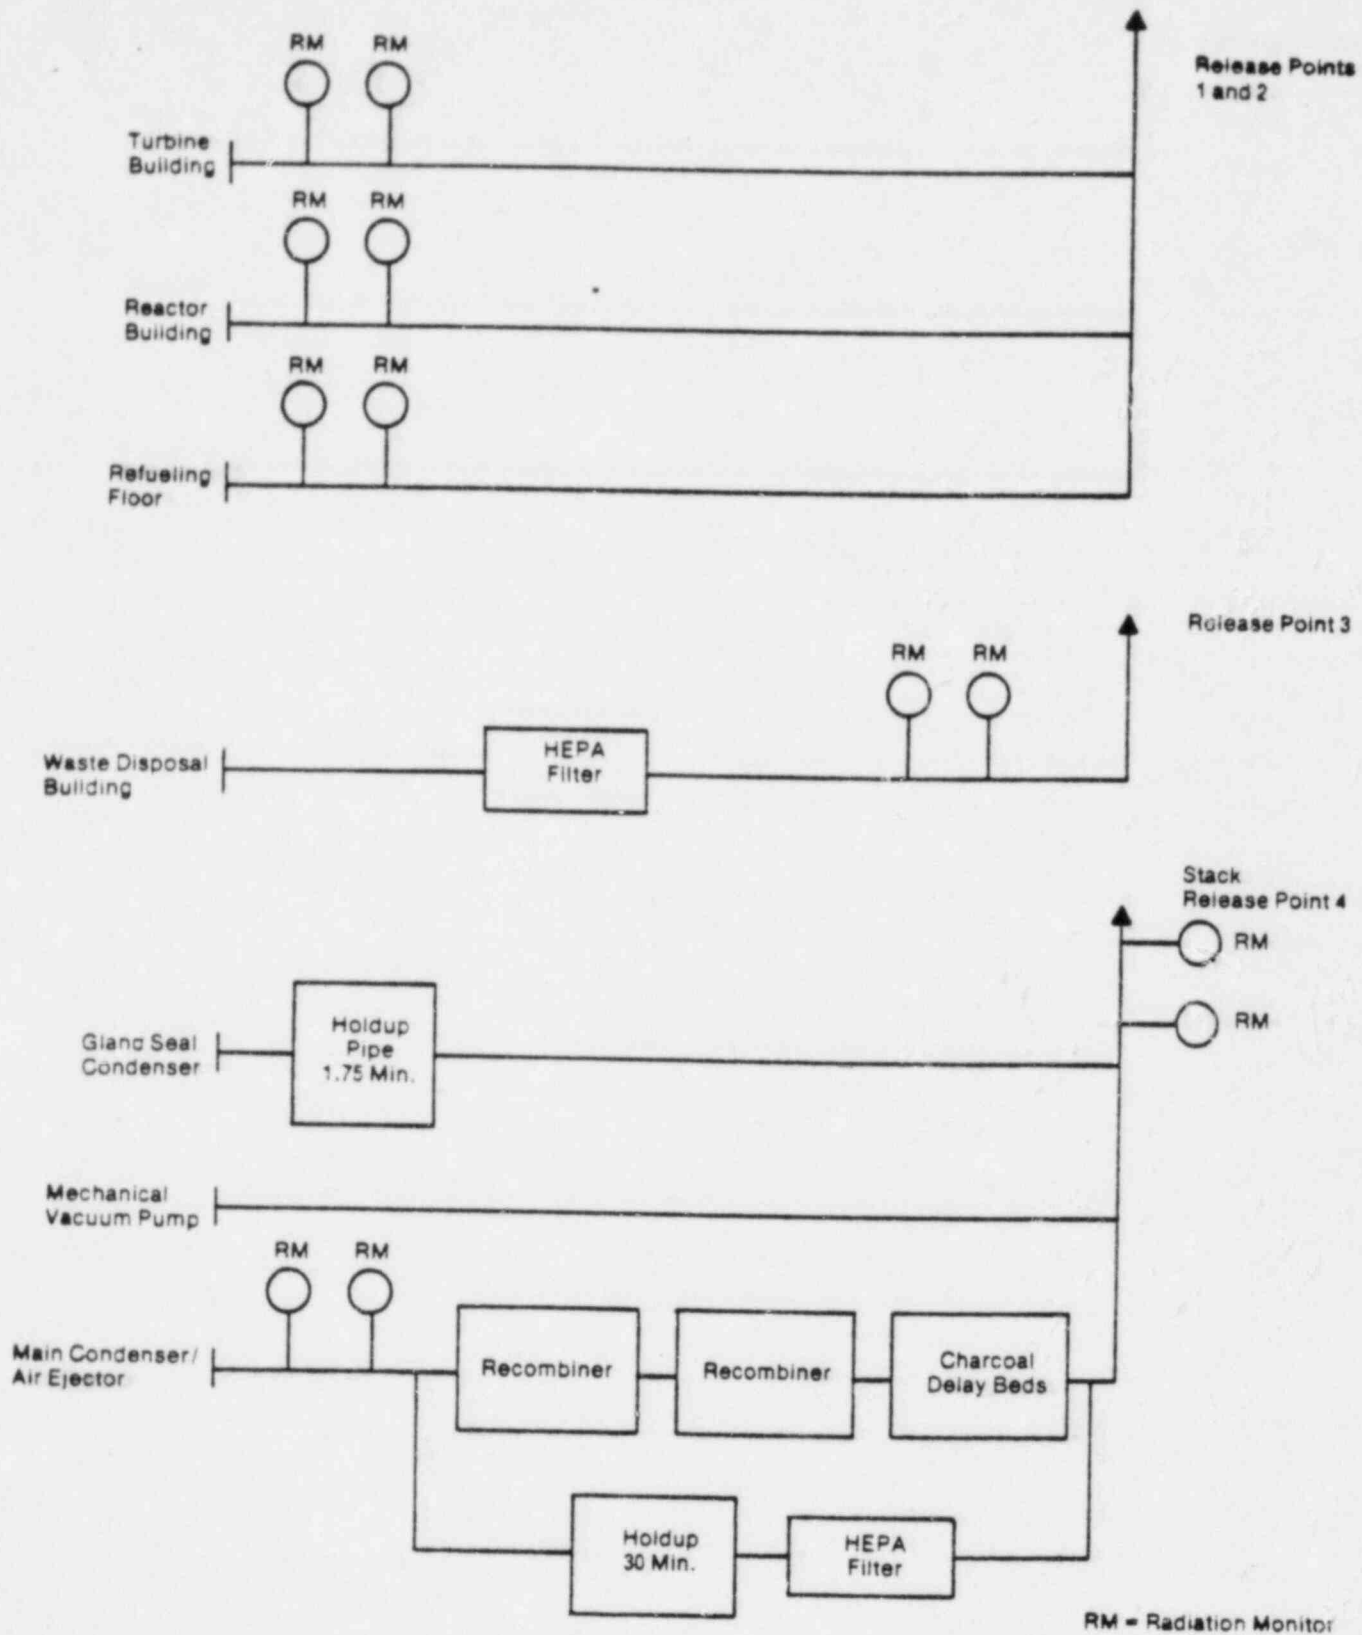 RM RM
Release Points
1 and 2
Turbine
Building
RM RM
Reactor
Building
RM RM
Refueling
Floor
Release Point 3
RM RM
HEPA
Filter
Waste Disposal
Building
Stack
Release Point 4
RM
RM
Holdup
Pipe
1.75 Min.
Gland Seal
Condenser
Mechanical
Vacuum Pump
RM RM
Main Condenser/
Air Ejector
Recombiner
Recombiner
Charcoal
Delay Beds
Holdup
30 Min.
HEPA
Filter
RM = Radiation Monitor